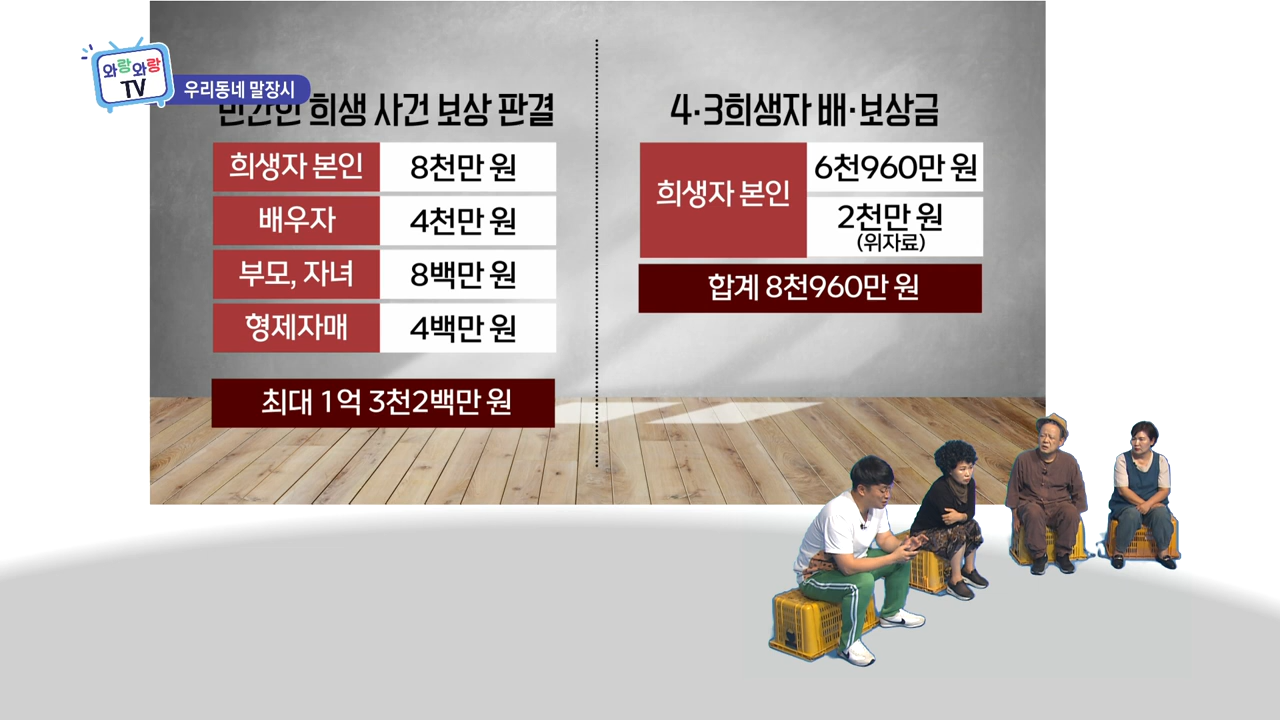 와랑와랑
TV
우리동네 말장시
민간인 희생 사건 보상 판결
희생자 본인 8천만 원
배우자 4천만 원
부모, 자녀 8백만 원
형제자매 4백만 원
최대 1억 3천2백만 원
4·3희생자 배·보상금
희생자 본인
6천960만 원
2천만 원
(위자료)
합계 8천960만 원